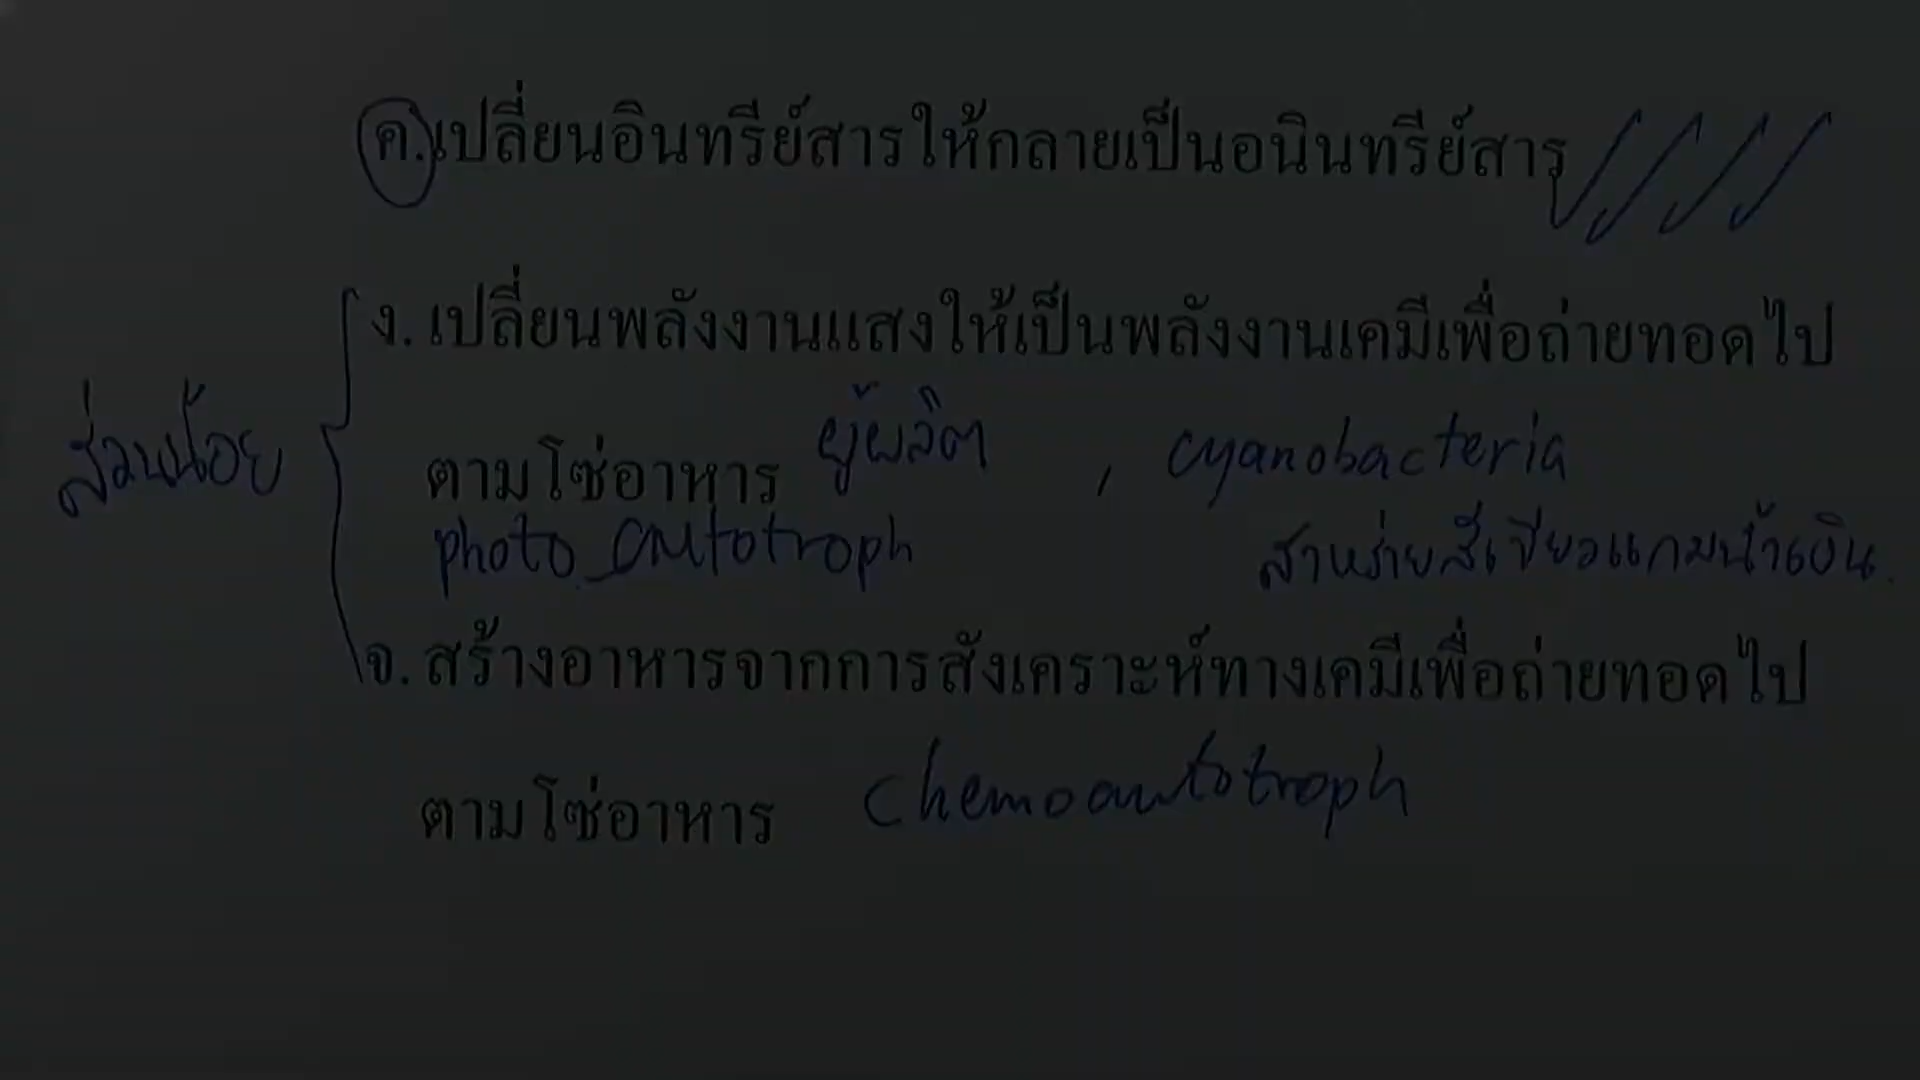 ค. เปลี่ยนอินทรีย์สารให้กลายเป็นอนินทรีย์สาร
ง. เปลี่ยนพลังงานแสงให้เป็นพลังงานเคมีเพื่อถ่ายทอดไป
ส่วนน้อย
ตามโซ่อาหาร ผู้ผลิต , cyanobacteria
photo autotroph สาหร่ายสีเขียวแกมน้ำเงิน
จ. สร้างอาหารจากการสังเคราะห์ทางเคมีเพื่อถ่ายทอดไป
ตามโซ่อาหาร chemoautotroph